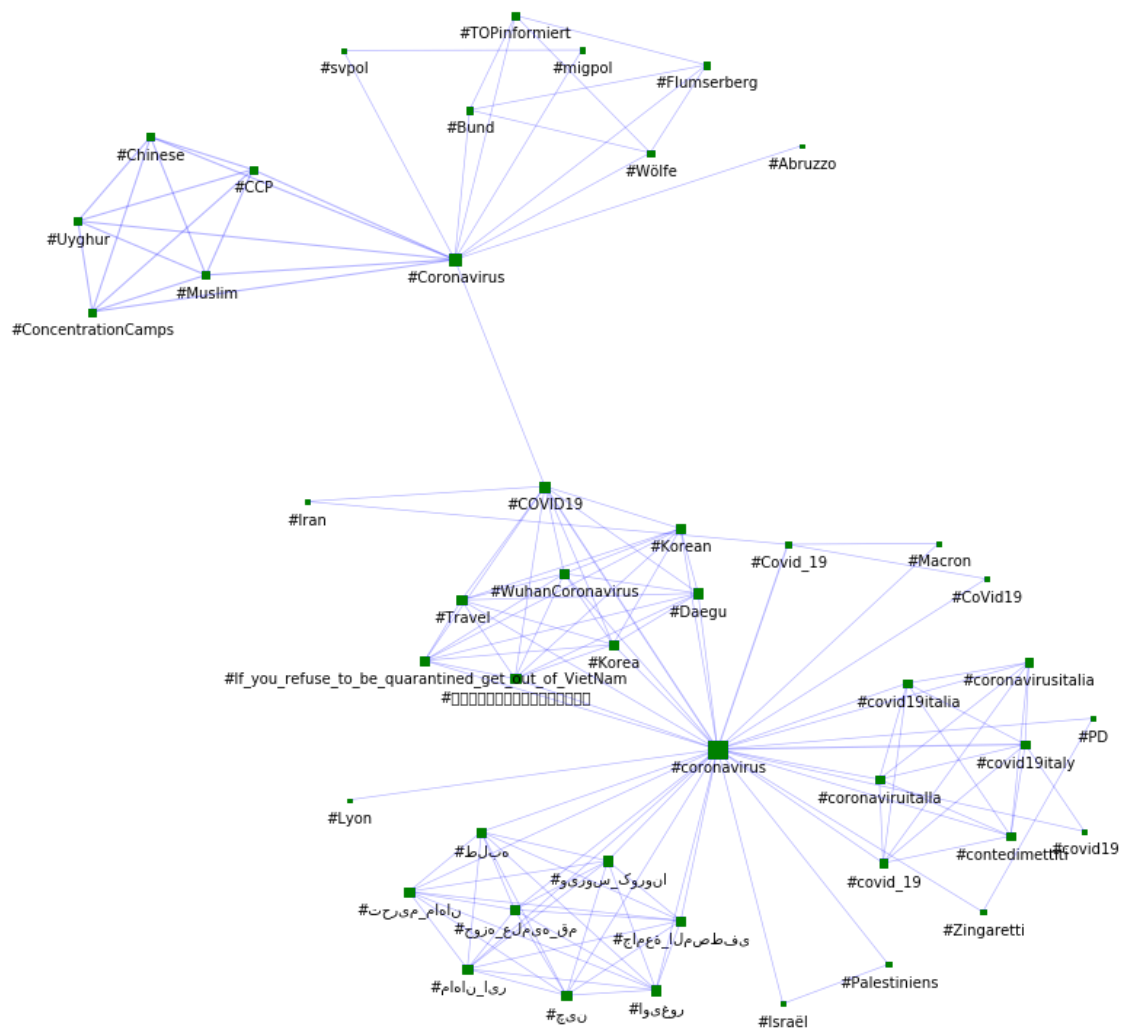 #TOPinformiert
#svpol
#migpol
#Flumserberg
#Bund
#Chinese
#Abruzzo
#Wölfe
#CCP
#Uyghur
#Coronavirus
#Muslim
#ConcentrationCamps
#COVID19
#Iran
#Korean
#Covid_19
#Macron
#WuhanCoronavirus
#CoVid19
#Travel
#Daegu
#Korea
#If_you_refuse_to_be_quarantined_get_out_of_VietNam
#coronavirusitalia
#covid19italia
#PD
#coronavirus
#covid19italy
#coronaviruitalia
#Lyon
#covid19
#contedimettiti
#طلبه
#ویروس_کورونا
#covid_19
#تحریم_ماهان
#حوزه_علمیه_قم
#Zingaretti
#جامعة_المصطفی
#Palestiniens
#ماهان_ایر
#اویغور
#چین
#Israël